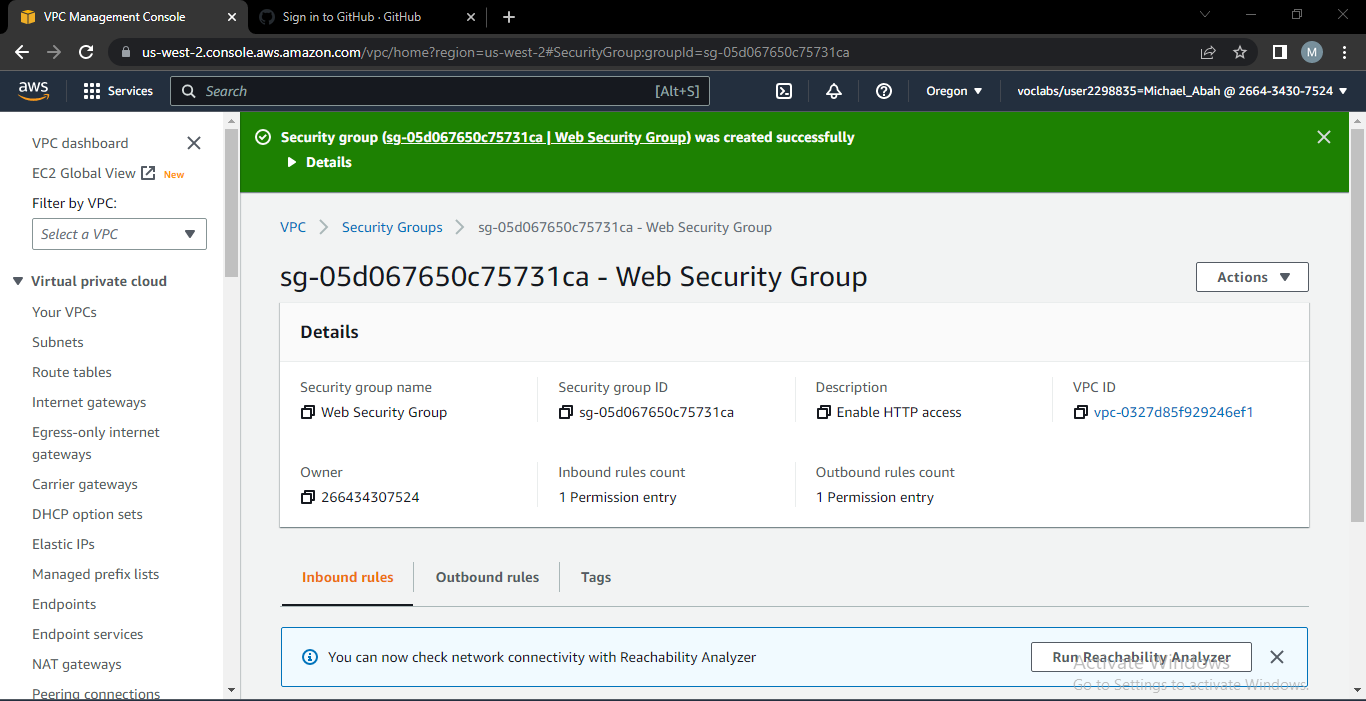 VPC Management Console
Sign in to GitHub · GitHub
us-west-2.console.aws.amazon.com/vpc/home?region=us-west-2#SecurityGroup:groupId=sg-05d067650c75731ca
M
aws
Services
Search
[Alt+S]
Oregon
voclabs/user2298835=Michael_Abah @ 2664-3430-7524
VPC dashboard
EC2 Global View New
Filter by VPC:
Select a VPC
Virtual private cloud
Your VPCs
Subnets
Route tables
Internet gateways
Egress-only internet
gateways
Carrier gateways
DHCP option sets
Elastic IPs
Managed prefix lists
Endpoints
Endpoint services
NAT gateways
Peering connections
Security group (sg-05d067650c75731ca | Web Security Group) was created successfully
Details
VPC
Security Groups
sg-05d067650c75731ca - Web Security Group
sg-05d067650c75731ca - Web Security Group
Actions
Details
Security group name
Web Security Group
Security group ID
sg-05d067650c75731ca
Description
Enable HTTP access
VPC ID
vpc-0327d85f929246ef1
Owner
266434307524
Inbound rules count
1 Permission entry
Outbound rules count
1 Permission entry
Inbound rules
Outbound rules
Tags
You can now check network connectivity with Reachability Analyzer
Run Reachability Analyzer
Activate Windows
Go to Settings to activate Windows.